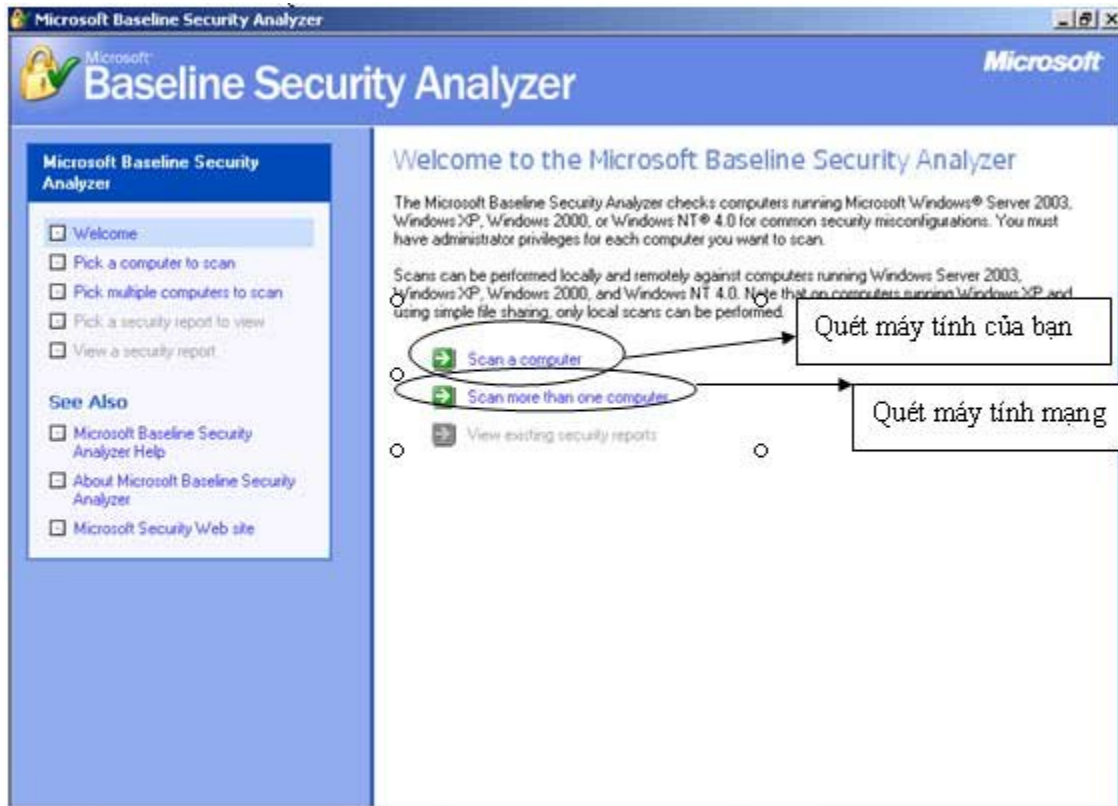 Microsoft Baseline Security Analyzer
Microsoft
Baseline Security Analyzer
Microsoft
Microsoft Baseline Security
Analyzer
Welcome
Pick a computer to scan
Pick multiple computers to scan
Pick a security report to view
View a security report
See Also
Microsoft Baseline Security
Analyzer Help
About Microsoft Baseline Security
Analyzer
Microsoft Security Web site
Welcome to the Microsoft Baseline Security Analyzer
The Microsoft Baseline Security Analyzer checks computers running Microsoft Windows® Server 2003,
Windows XP, Windows 2000, or Windows NT® 4.0 for common security misconfigurations. You must
have administrator privileges for each computer you want to scan.
Scans can be performed locally and remotely against computers running Windows Server 2003,
Windows XP, Windows 2000, and Windows NT 4.0. Note that on computers running Windows XP and
using simple file sharing, only local scans can be performed.
Scan a computer
Quét máy tính của bạn
Scan more than one computer
Quét máy tính mạng
View existing security reports